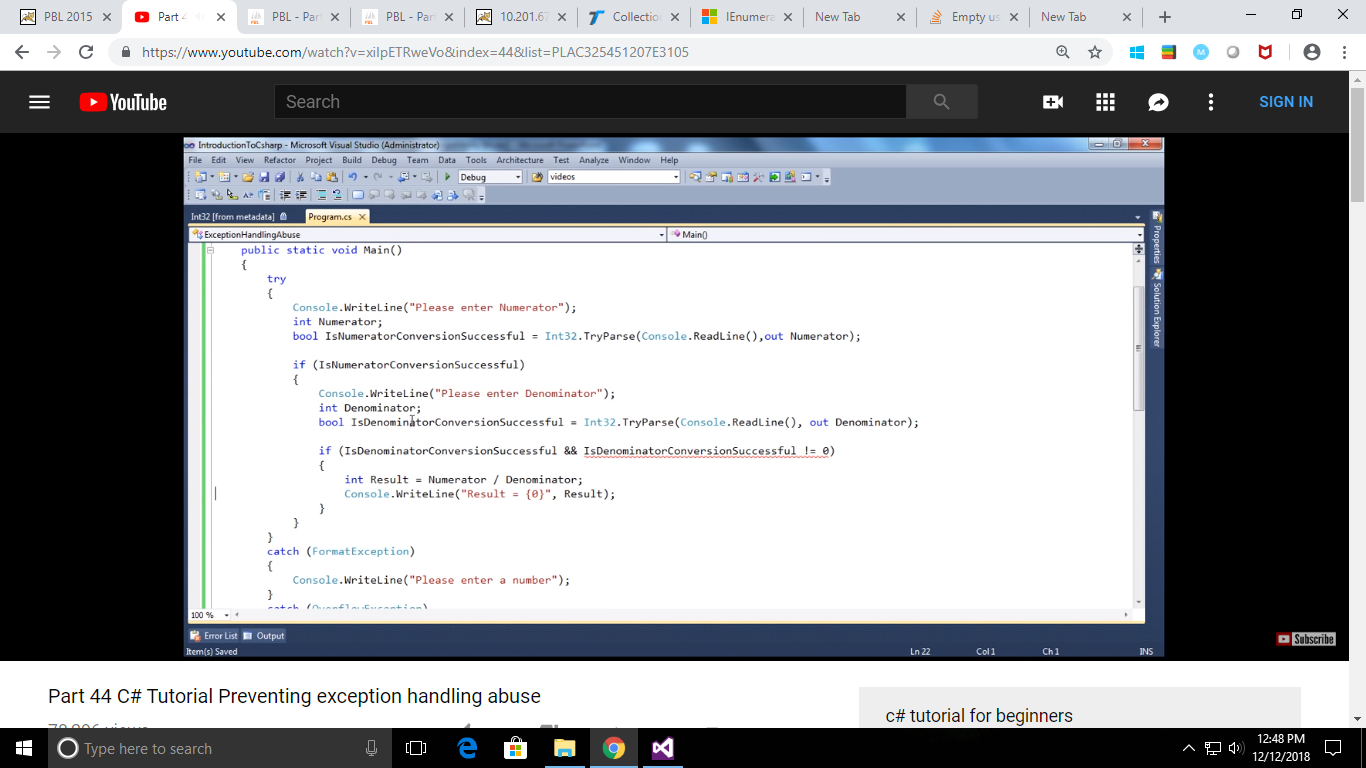 PBL 2015
Part 4
PBL - Par
PBL - Par
10.201.67
Collection
IEnumera
New Tab
Empty us
New Tab
https://www.youtube.com/watch?v=xiIpETRweVo&index=44&list=PLAC325451207E3105
YouTube
Search
SIGN IN
IntroductionToCsharp - Microsoft Visual Studio (Administrator)
File Edit View Refactor Project Build Debug Team Data Tools Architecture Test Analyze Window Help
Debug
videos
Int32 [from metadata]
Program.cs
ExceptionHandlingAbuse
Main()
Properties
Solution Explorer
public static void Main()
{
try
{
Console.WriteLine("Please enter Numerator");
int Numerator;
bool IsNumeratorConversionSuccessful = Int32.TryParse(Console.ReadLine(),out Numerator);
if (IsNumeratorConversionSuccessful)
{
Console.WriteLine("Please enter Denominator");
int Denominator;
bool IsDenominatorConversionSuccessful = Int32.TryParse(Console.ReadLine(), out Denominator);
if (IsDenominatorConversionSuccessful && IsDenominatorConversionSuccessful != 0)
{
int Result = Numerator / Denominator;
Console.WriteLine("Result = {0}", Result);
}
}
}
catch (FormatException)
{
Console.WriteLine("Please enter a number");
}
catch (OverflowException)
100 %
Error List Output
Item(s) Saved
Ln 22 Col 1 Ch 1 INS
Subscribe
Part 44 C# Tutorial Preventing exception handling abuse
c# tutorial for beginners
Type here to search
12:48 PM
12/12/2018